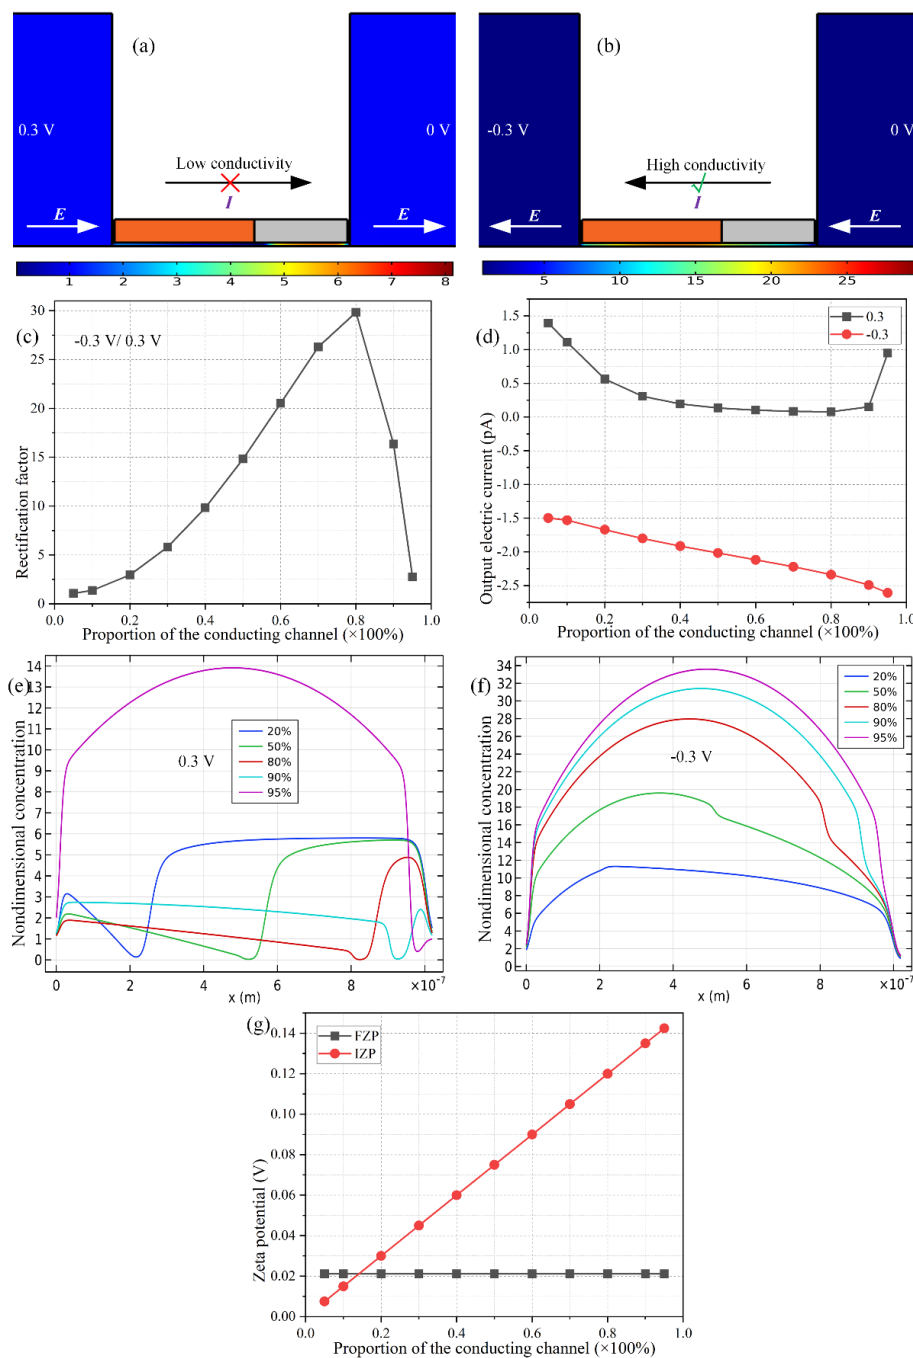 (a)
0.3 V
0 V
Low conductivity
I
E
E
1 2 3 4 5 6 7 8
(b)
-0.3 V
0 V
High conductivity
I
E
E
5 10 15 20 25
(c)
-0.3 V/ 0.3 V
Rectification factor
30
25
20
15
10
5
0
0.0 0.2 0.4 0.6 0.8 1.0
Proportion of the conducting channel (×100%)
(d)
0.3
-0.3
Output electric current (pA)
1.5
1.0
0.5
0.0
-0.5
-1.0
-1.5
-2.0
-2.5
0.0 0.2 0.4 0.6 0.8 1.0
Proportion of the conducting channel (×100%)
(e)
0.3 V
20%
50%
80%
90%
95%
Nondimensional concentration
14
13
12
11
10
9
8
7
6
5
4
3
2
1
0
0 2 4 6 8 ×10⁻⁷
x (m)
(f)
-0.3 V
20%
50%
80%
90%
95%
Nondimensional concentration
34
32
30
28
26
24
22
20
18
16
14
12
10
8
6
4
2
0
0 2 4 6 8 ×10⁻⁷
x (m)
(g)
FZP
IZP
Zeta potential (V)
0.14
0.12
0.10
0.08
0.06
0.04
0.02
0.00
0.0 0.2 0.4 0.6 0.8 1.0
Proportion of the conducting channel (×100%)